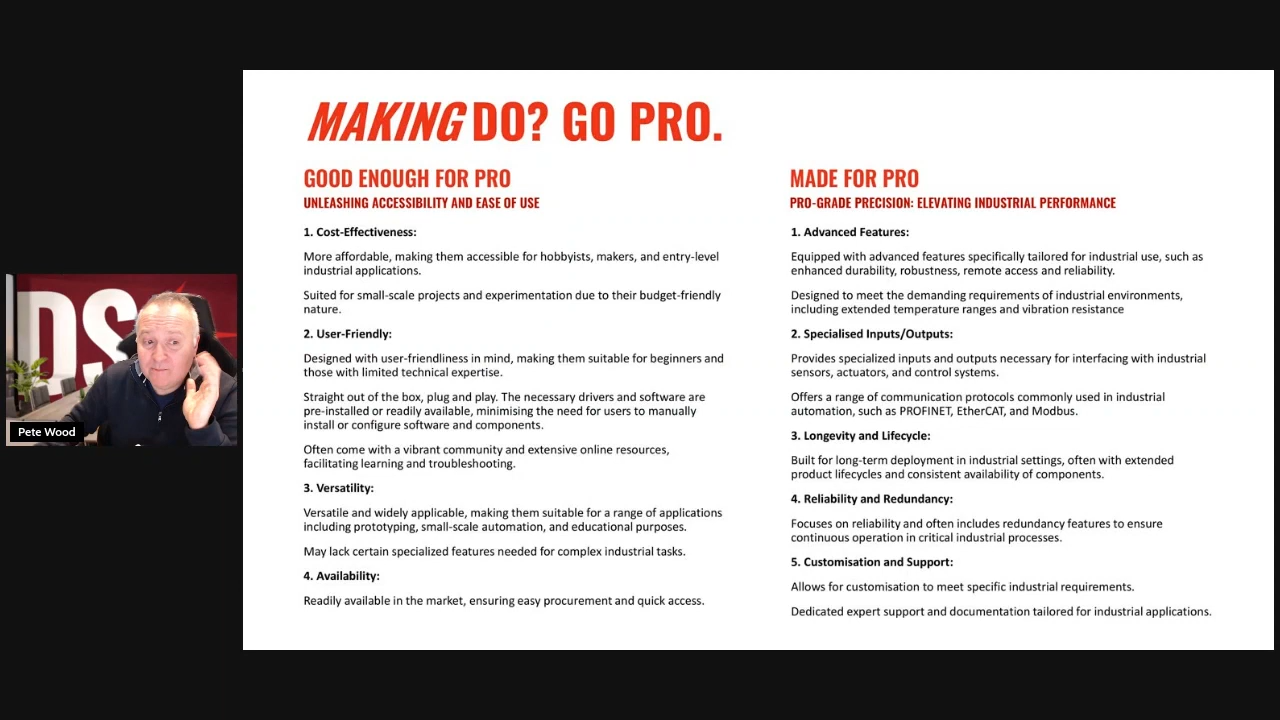 MAKING DO? GO PRO.
GOOD ENOUGH FOR PRO
UNLEASHING ACCESSIBILITY AND EASE OF USE
1. Cost-Effectiveness:
More affordable, making them accessible for hobbyists, makers, and entry-level
industrial applications.
Suited for small-scale projects and experimentation due to their budget-friendly
nature.
2. User-Friendly:
Designed with user-friendliness in mind, making them suitable for beginners and
those with limited technical expertise.
Straight out of the box, plug and play. The necessary drivers and software are
pre-installed or readily available, minimising the need for users to manually
install or configure software and components.
Often come with a vibrant community and extensive online resources,
facilitating learning and troubleshooting.
3. Versatility:
Versatile and widely applicable, making them suitable for a range of applications
including prototyping, small-scale automation, and educational purposes.
May lack certain specialized features needed for complex industrial tasks.
4. Availability:
Readily available in the market, ensuring easy procurement and quick access.
MADE FOR PRO
PRO-GRADE PRECISION: ELEVATING INDUSTRIAL PERFORMANCE
1. Advanced Features:
Equipped with advanced features specifically tailored for industrial use, such as
enhanced durability, robustness, remote access and reliability.
Designed to meet the demanding requirements of industrial environments,
including extended temperature ranges and vibration resistance
2. Specialised Inputs/Outputs:
Provides specialized inputs and outputs necessary for interfacing with industrial
sensors, actuators, and control systems.
Offers a range of communication protocols commonly used in industrial
automation, such as PROFINET, EtherCAT, and Modbus.
3. Longevity and Lifecycle:
Built for long-term deployment in industrial settings, often with extended
product lifecycles and consistent availability of components.
4. Reliability and Redundancy:
Focuses on reliability and often includes redundancy features to ensure
continuous operation in critical industrial processes.
5. Customisation and Support:
Allows for customisation to meet specific industrial requirements.
Dedicated expert support and documentation tailored for industrial applications.
DS
Pete Wood